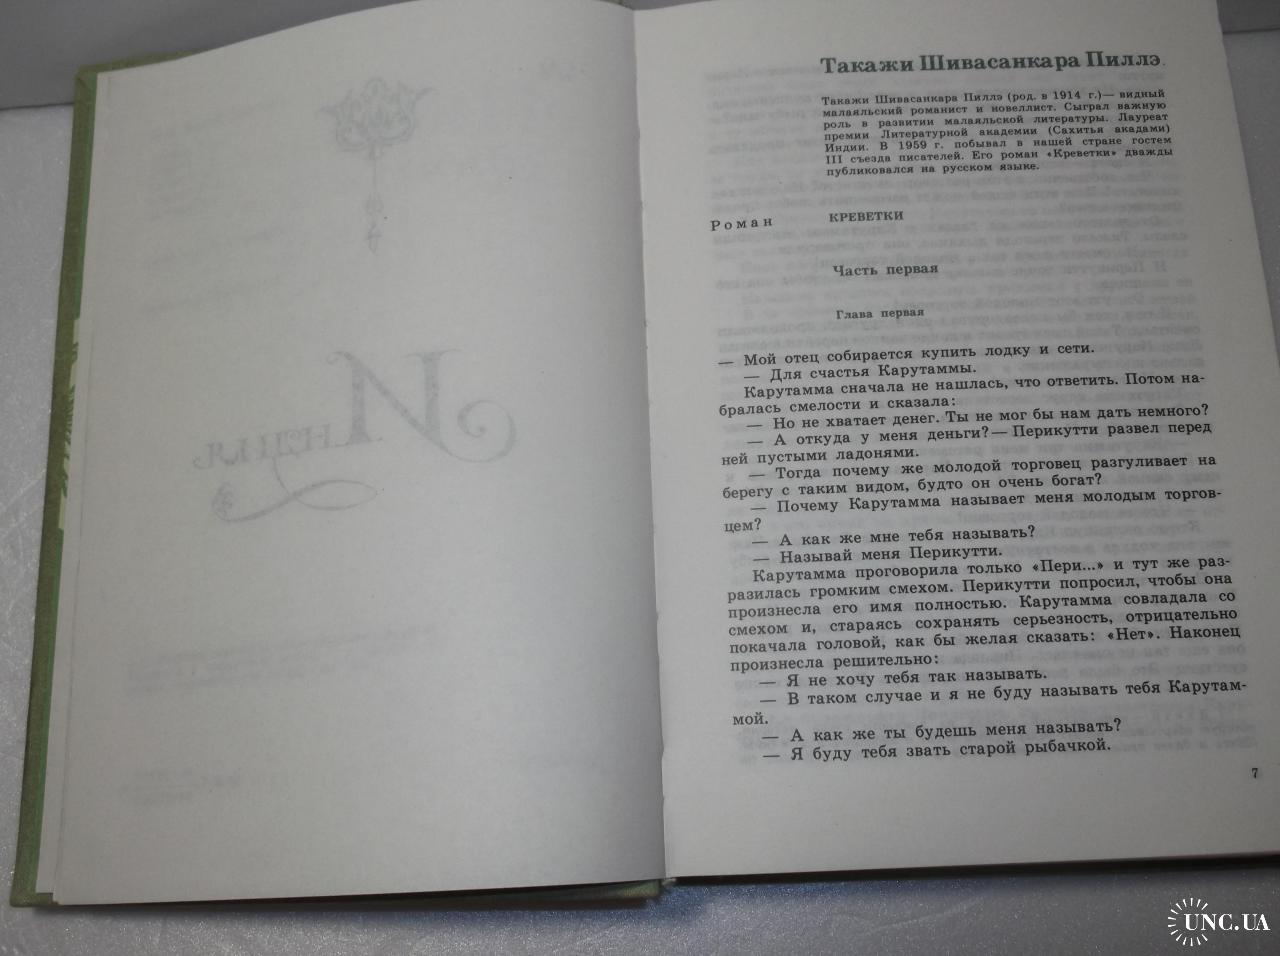 Индия
Такажи Шивасанкара Пиллэ
Такажи Шивасанкара Пиллэ (род. в 1914 г.)— видный
малаяльский романист и новеллист. Сыграл важную
роль в развитии малаяльской литературы. Лауреат
премии Литературной академии (Сахитья акадами)
Индии. В 1959 г. побывал в нашей стране гостем
III съезда писателей. Его роман «Креветки» дважды
публиковался на русском языке.
Роман КРЕВЕТКИ
Часть первая
Глава первая
— Мой отец собирается купить лодку и сети.
— Для счастья Карутаммы.
Карутамма сначала не нашлась, что ответить. Потом на-
бралась смелости и сказала:
— Но не хватает денег. Ты не мог бы нам дать немного?
— А откуда у меня деньги?— Перикутти развел перед
ней пустыми ладонями.
— Тогда почему же молодой торговец разгуливает на
берегу с таким видом, будто он очень богат?
— Почему Карутамма называет меня молодым торгов-
цем?
— А как же мне тебя называть?
— Называй меня Перикутти.
Карутамма проговорила только «Пери...» и тут же раз-
разилась громким смехом. Перикутти попросил, чтобы она
произнесла его имя полностью. Карутамма совладала со
смехом и, стараясь сохранять серьезность, отрицательно
покачала головой, как бы желая сказать: «Нет». Наконец
произнесла решительно:
— Я не хочу тебя так называть.
— В таком случае и я не буду называть тебя Карутам-
мой.
— А как же ты будешь меня называть?
— Я буду тебя звать старой рыбачкой.
7
UNC.UA